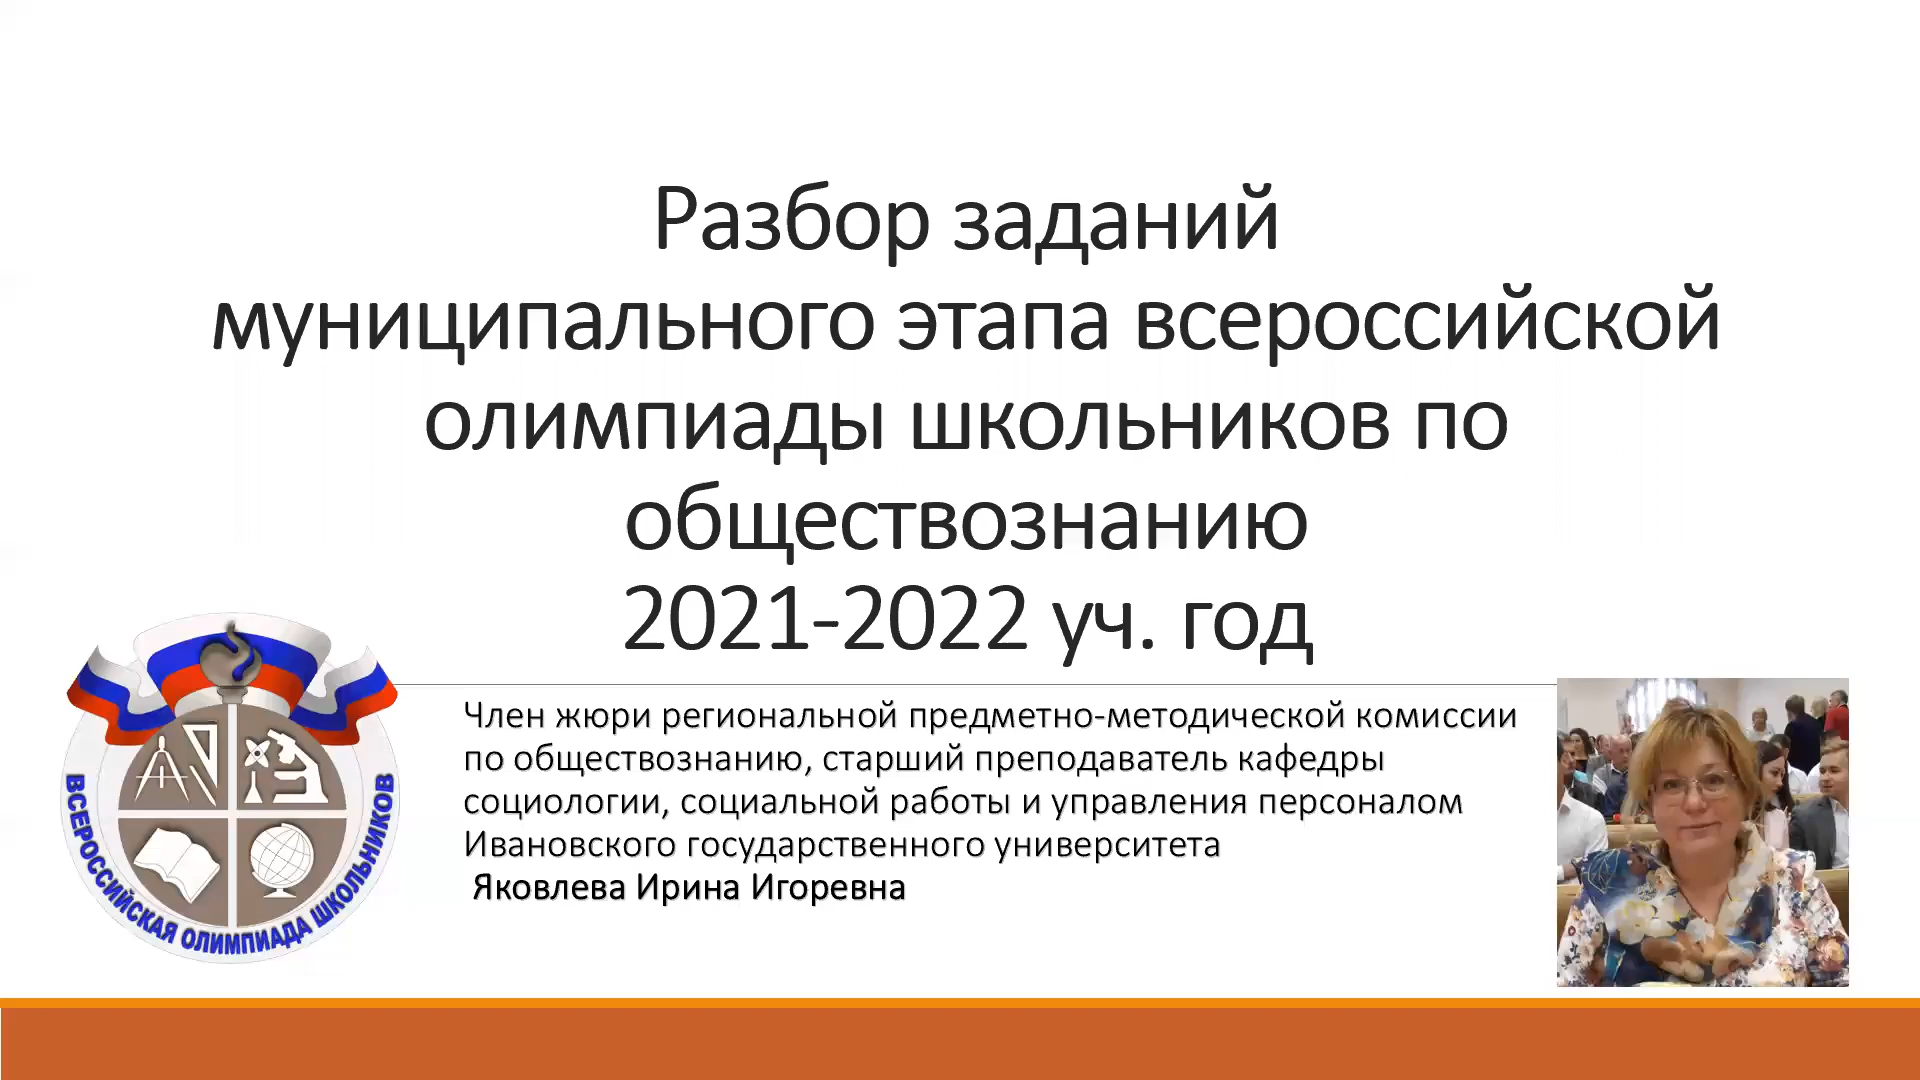 Разбор заданий
муниципального этапа всероссийской
олимпиады школьников по
обществознанию
2021-2022 уч. год
Член жюри региональной предметно-методической комиссии
по обществознанию, старший преподаватель кафедры
социологии, социальной работы и управления персоналом
Ивановского государственного университета
Яковлева Ирина Игоревна
ВСЕРОССИЙСКАЯ ОЛИМПИАДА ШКОЛЬНИКОВ